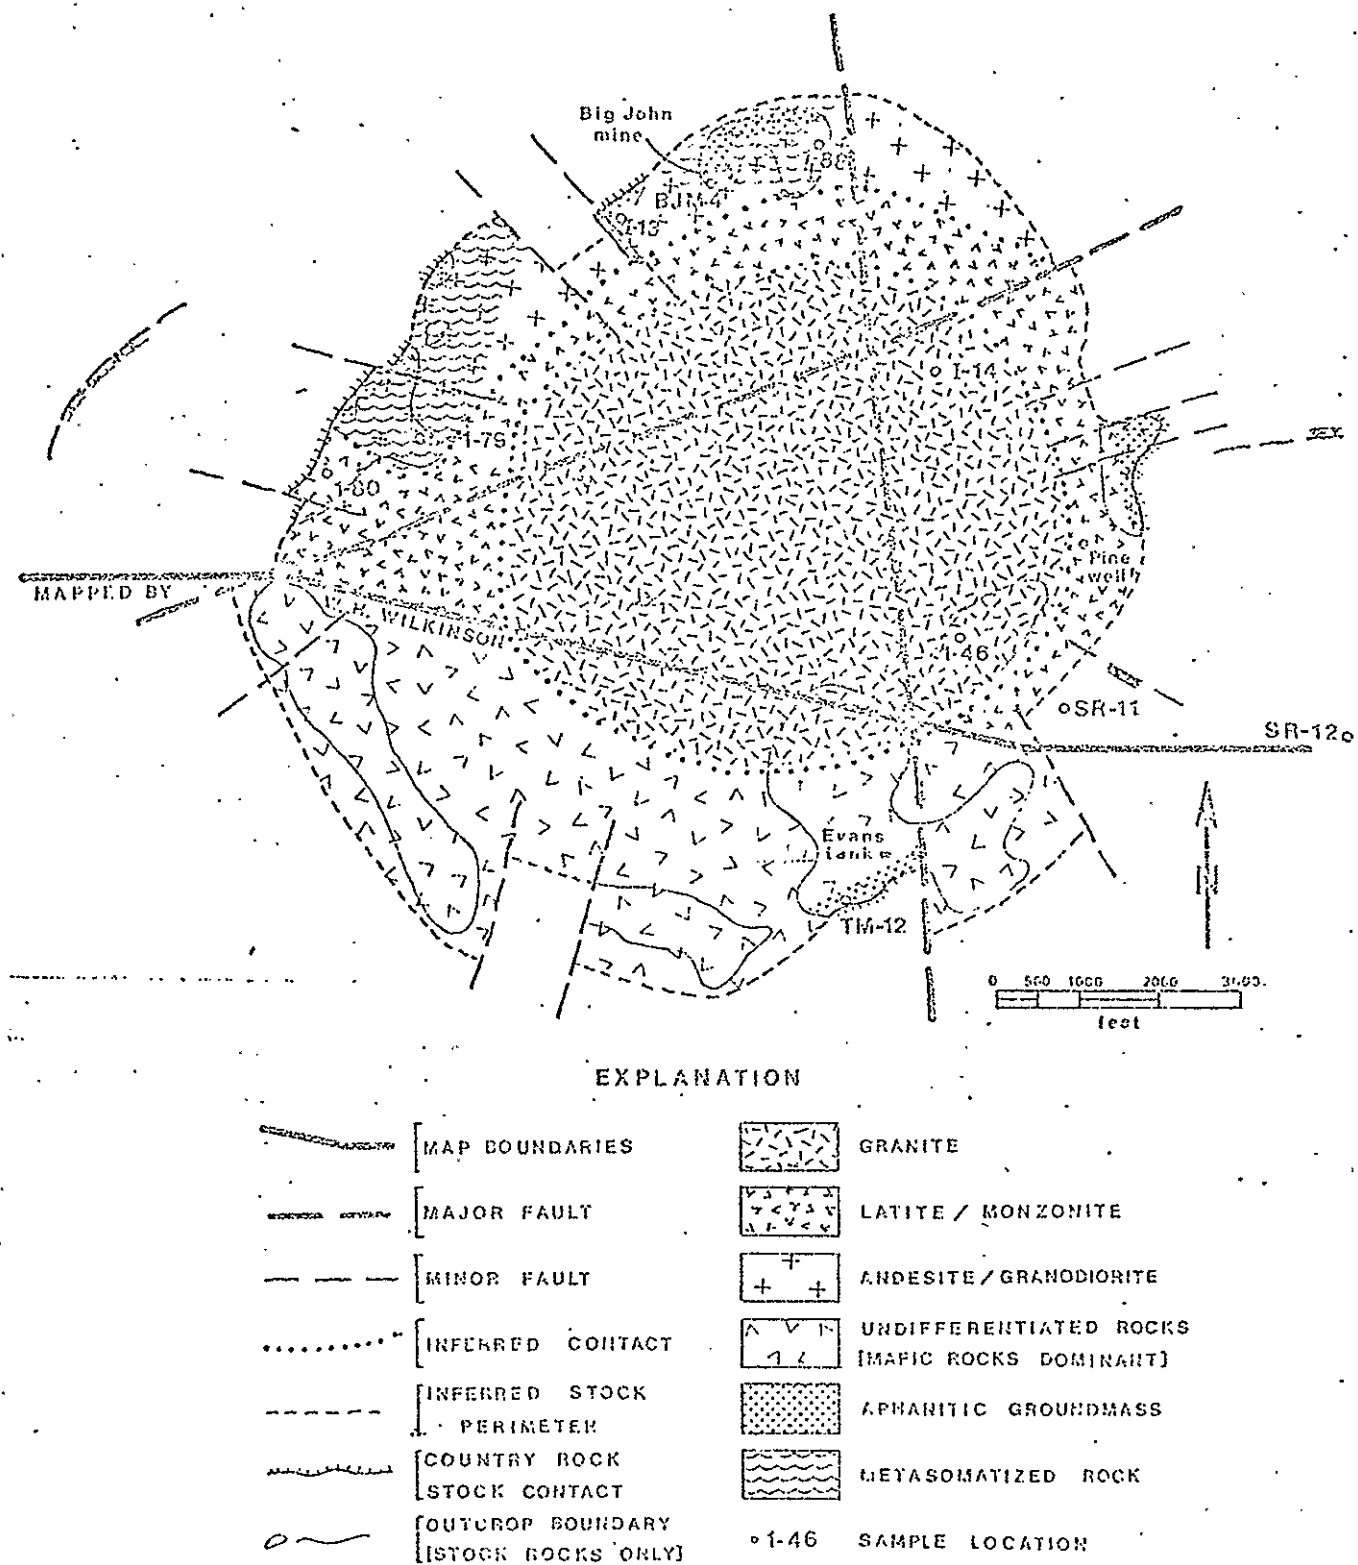 Big John
mine
1-88
BJM-4
I-13
I-14
1-79
1-80
Pine
well
MAPPED BY
H. WILKINSON
1-46
SR-11
SR-12
Evans
tank
TM-12
0 500 1000 2000 3000
feet
EXPLANATION
MAP BOUNDARIES
MAJOR FAULT
MINOR FAULT
INFERRED CONTACT
INFERRED STOCK
PERIMETER
COUNTRY ROCK
STOCK CONTACT
OUTCROP BOUNDARY
[STOCK ROCKS ONLY]
GRANITE
LATITE / MONZONITE
ANDESITE / GRANODIORITE
UNDIFFERENTIATED ROCKS
[MAFIC ROCKS DOMINANT]
APHANITIC GROUNDMASS
METASOMATIZED ROCK
1-46 SAMPLE LOCATION